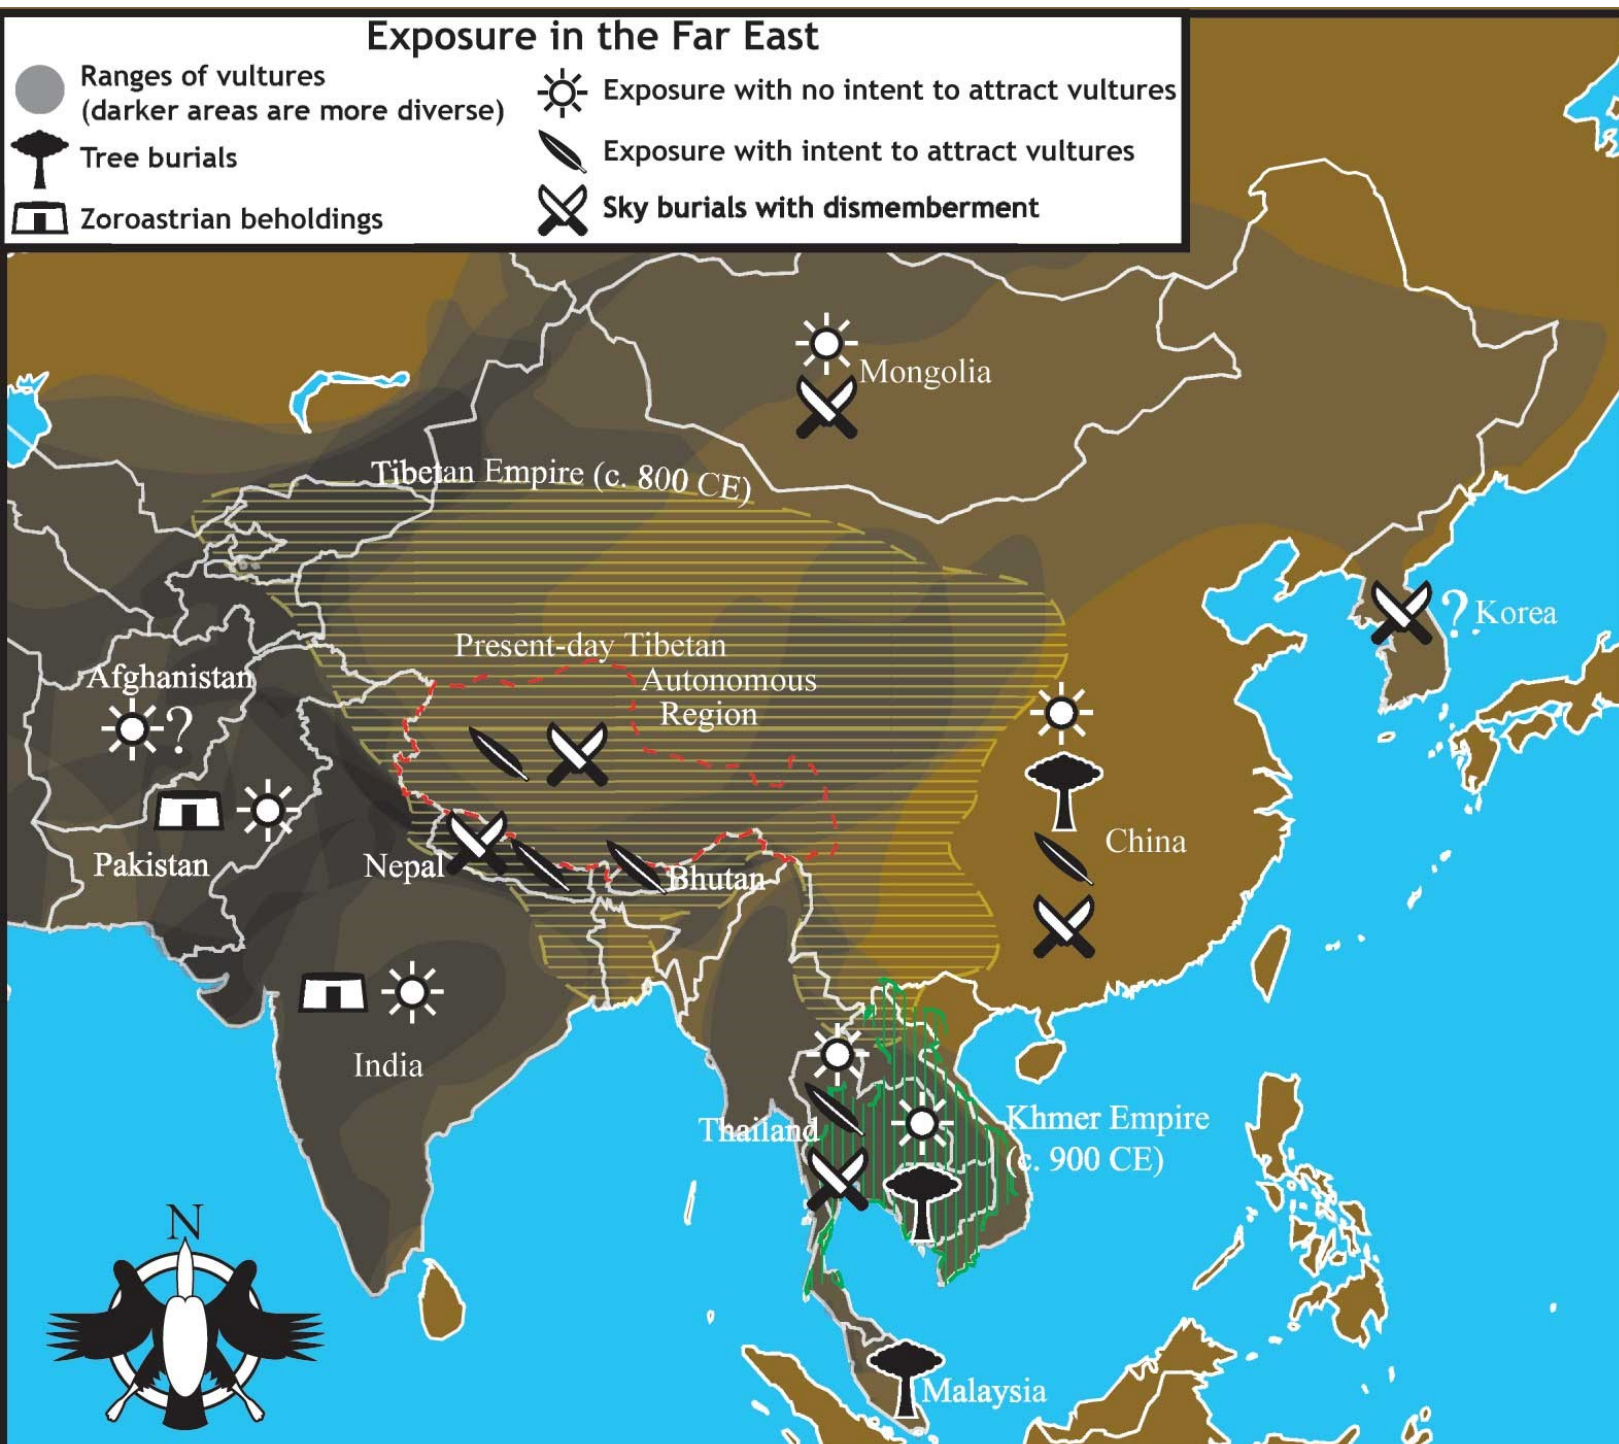 Exposure in the Far East
Ranges of vultures
(darker areas are more diverse)
Tree burials
Zoroastrian beholdings
Exposure with no intent to attract vultures
Exposure with intent to attract vultures
Sky burials with dismemberment
Mongolia
Tibetan Empire (c. 800 CE)
? Korea
Present-day Tibetan
Autonomous
Region
Afghanistan
?
China
Pakistan
Nepal
Bhutan
India
Thailand
Khmer Empire
(c. 900 CE)
N
Malaysia